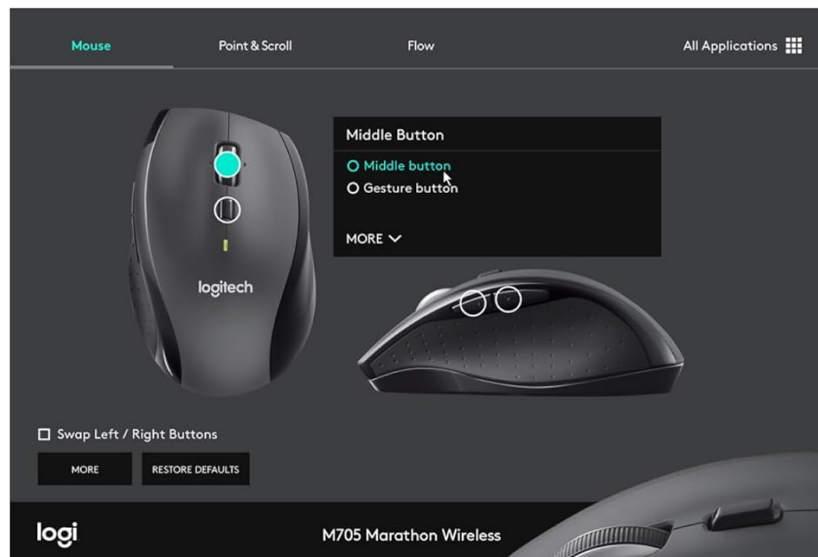 Mouse
Point & Scroll
Flow
All Applications
Middle Button
Middle button
Gesture button
MORE
logitech
Swap Left / Right Buttons
MORE
RESTORE DEFAULTS
logi
M705 Marathon Wireless